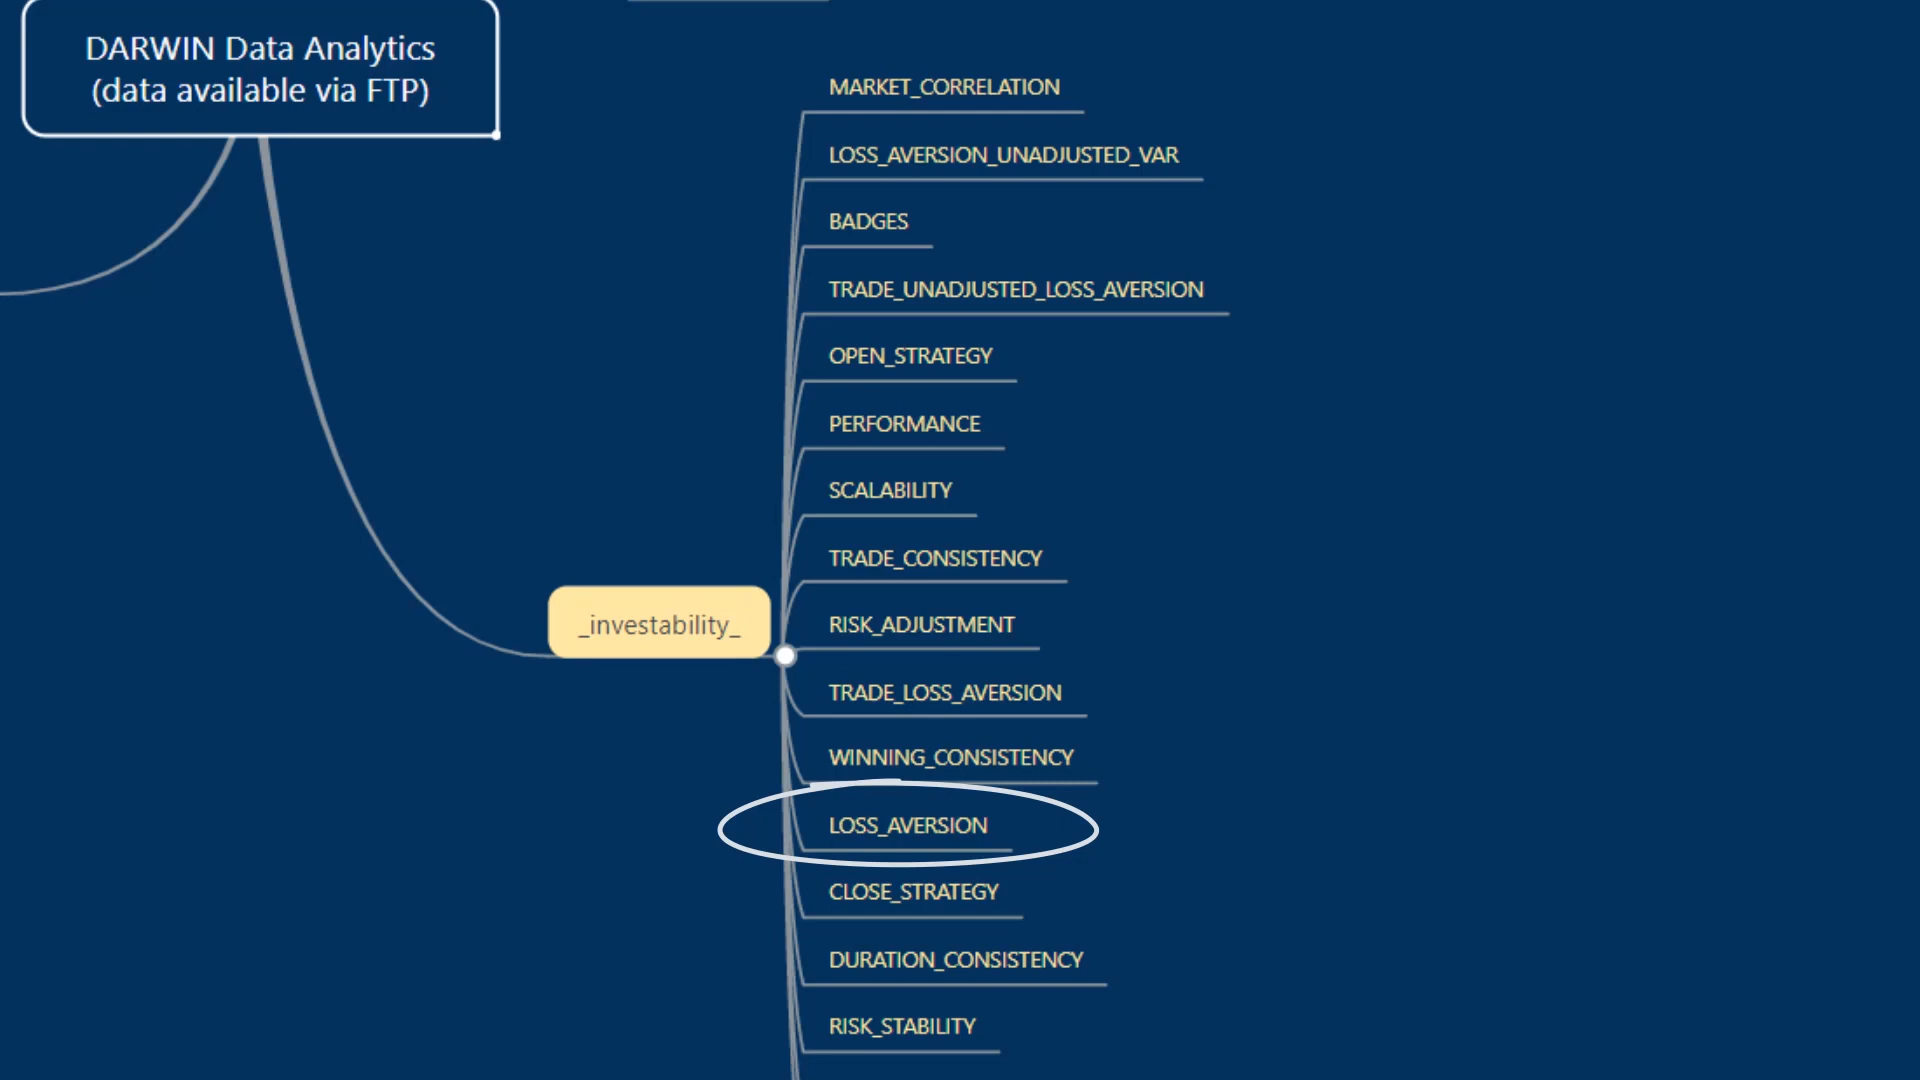 DARWIN Data Analytics
(data available via FTP)
MARKET_CORRELATION
LOSS_AVERSION_UNADJUSTED_VAR
BADGES
TRADE_UNADJUSTED_LOSS_AVERSION
OPEN_STRATEGY
PERFORMANCE
SCALABILITY
TRADE_CONSISTENCY
_investability_
RISK_ADJUSTMENT
TRADE_LOSS_AVERSION
WINNING_CONSISTENCY
LOSS_AVERSION
CLOSE_STRATEGY
DURATION_CONSISTENCY
RISK_STABILITY